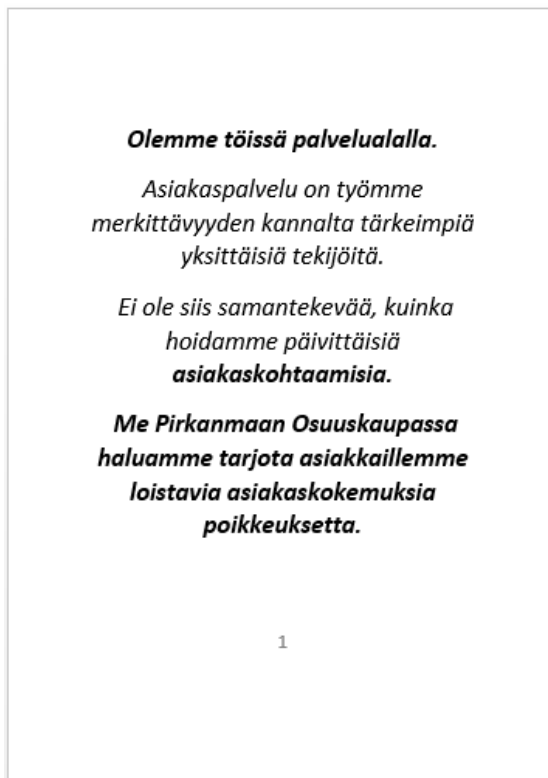 Olemme töissä palvelualalla.
Asiakaspalvelu on työmme
merkittävyyden kannalta tärkeimpiä
yksittäisiä tekijöitä.
Ei ole siis samantekevää, kuinka
hoidamme päivittäisiä
asiakaskohtaamisia.
Me Pirkanmaan Osuuskaupassa
haluamme tarjota asiakkaillemme
loistavia asiakaskokemuksia
poikkeuksetta.
1